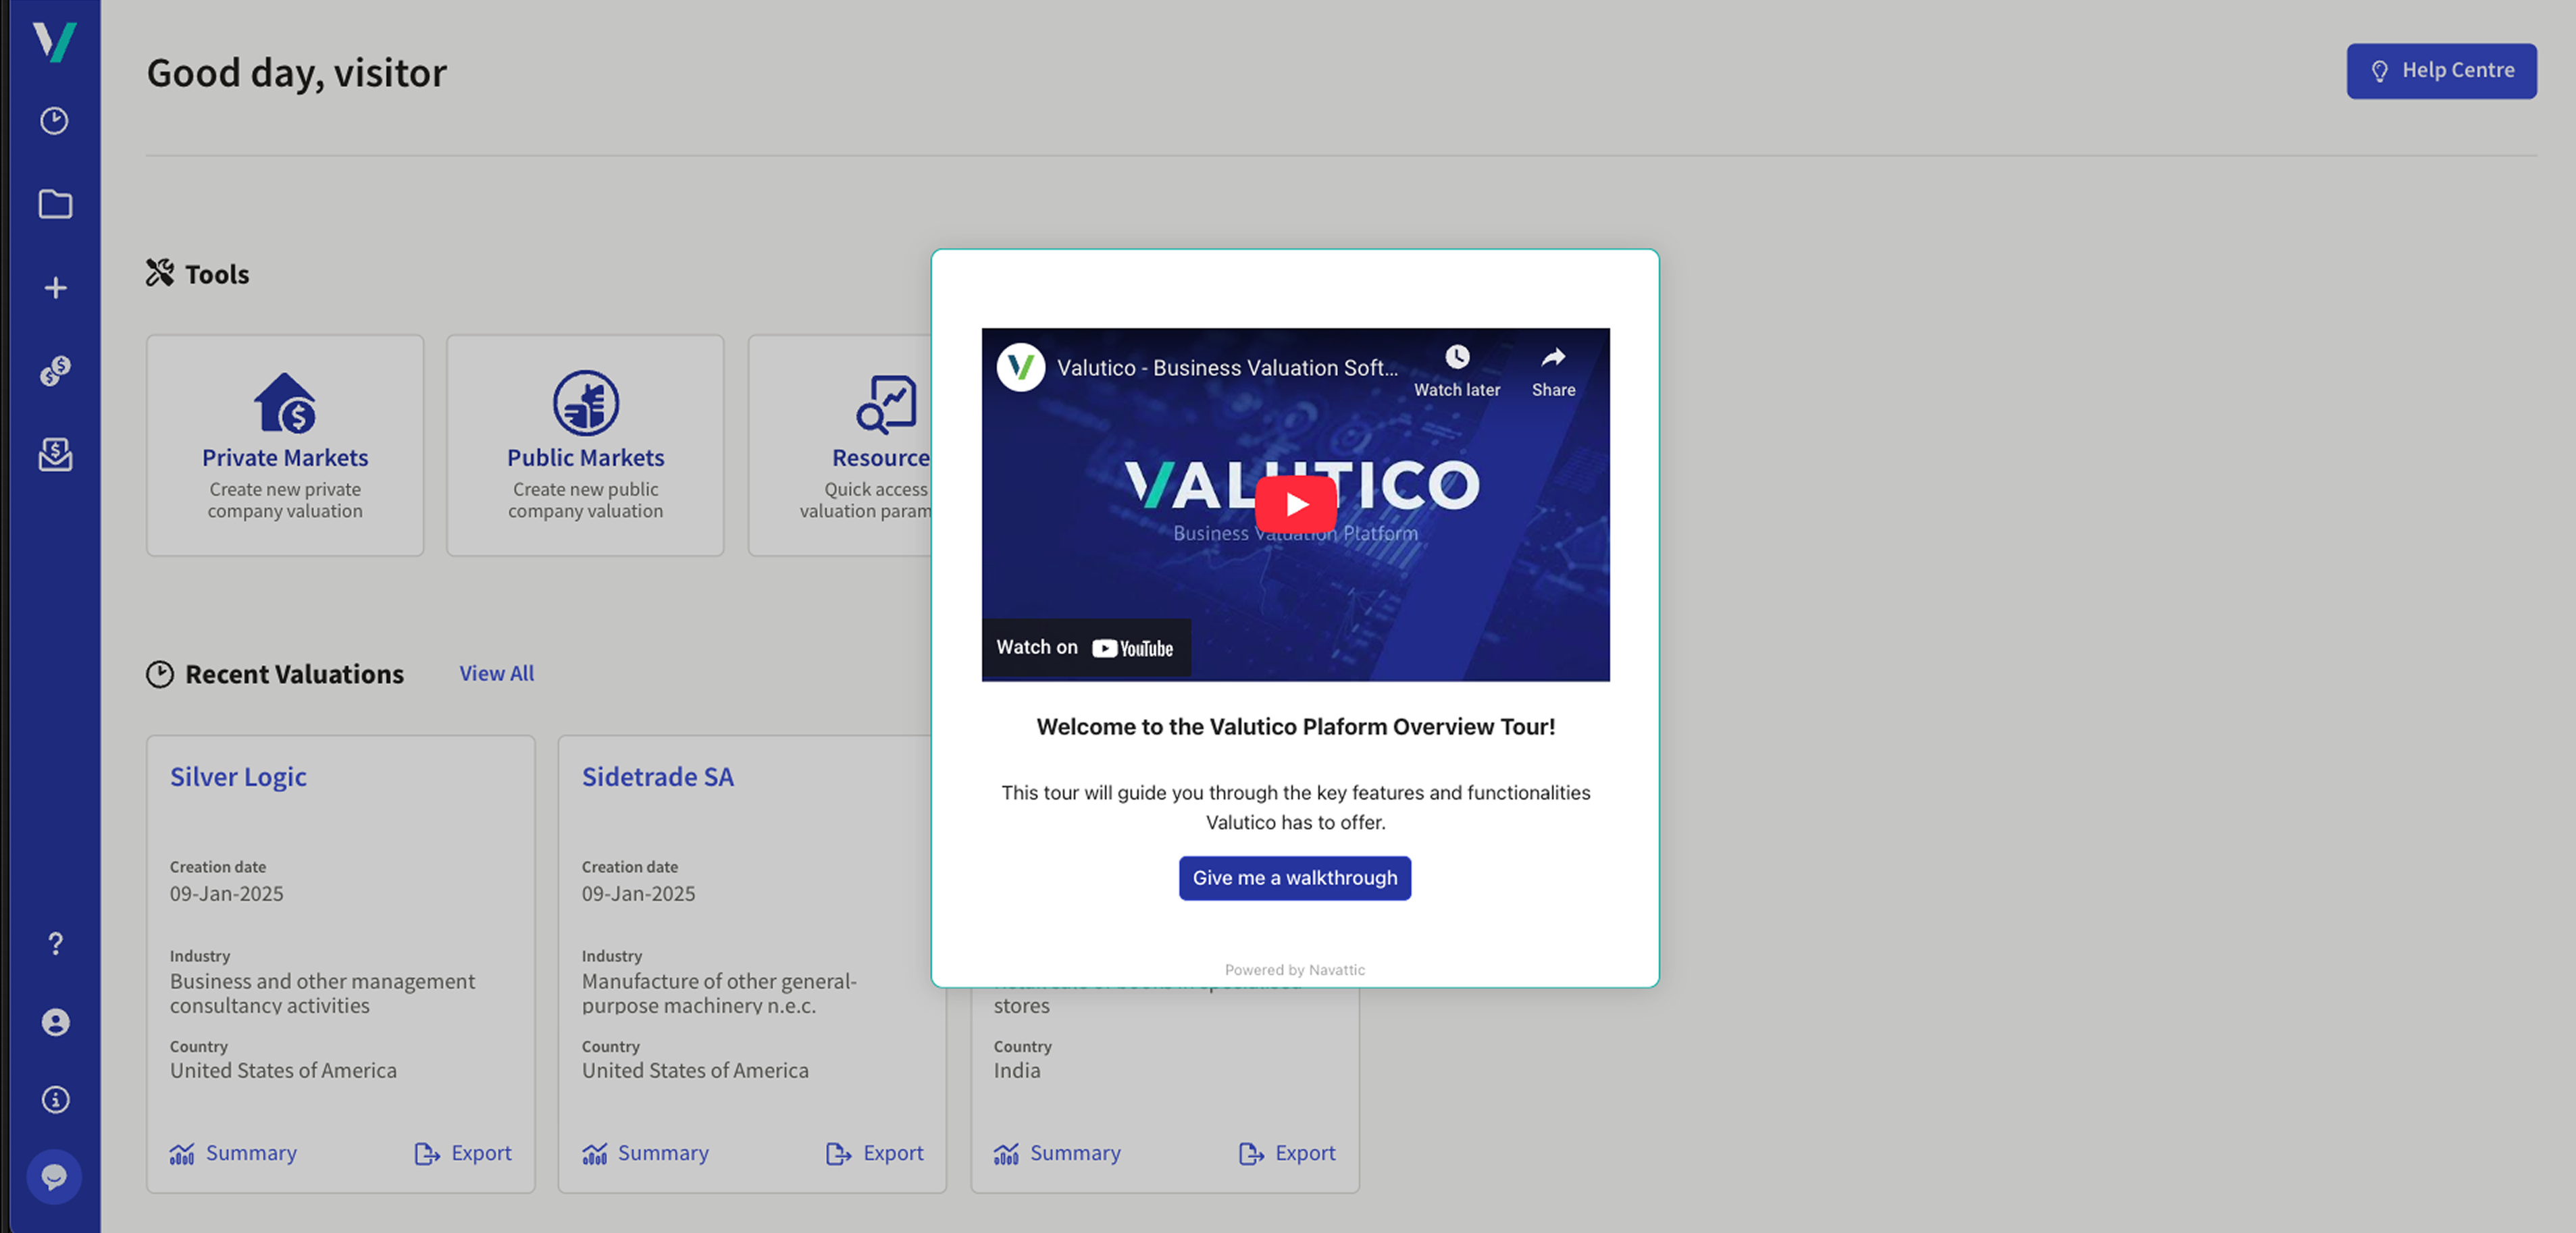 Good day, visitor
Help Centre
Tools
Private Markets
Create new private
company valuation
Public Markets
Create new public
company valuation
Resource
Quick access
valuation param
Valutico - Business Valuation Soft...
Watch later
Share
VALUTICO
Business Valuation Platform
Watch on YouTube
Welcome to the Valutico Plaform Overview Tour!
This tour will guide you through the key features and functionalities
Valutico has to offer.
Give me a walkthrough
Powered by Navattic
Recent Valuations
View All
Silver Logic
Creation date
09-Jan-2025
Industry
Business and other management
consultancy activities
Country
United States of America
Summary
Export
Sidetrade SA
Creation date
09-Jan-2025
Industry
Manufacture of other general-
purpose machinery n.e.c.
Country
United States of America
Summary
Export
stores
Country
India
Summary
Export